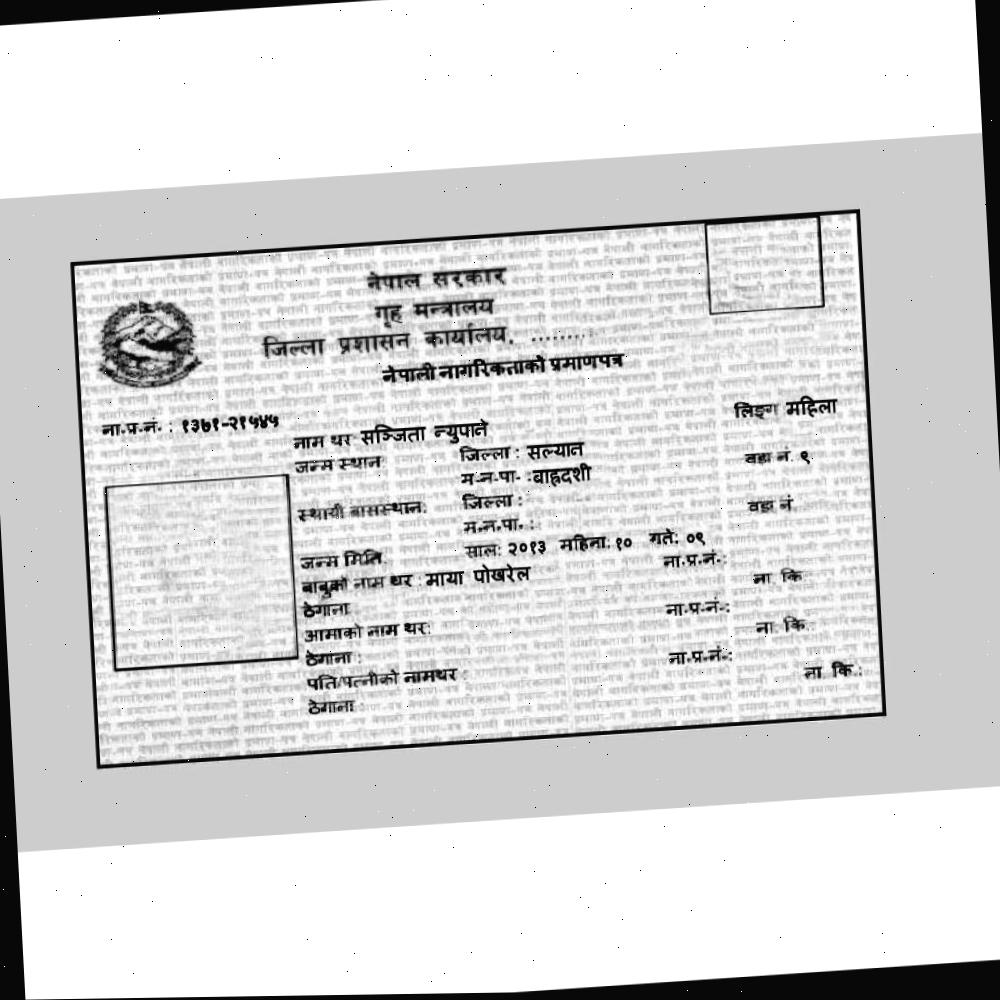 नेपाल सरकार
गृह मन्त्रालय
जिल्ला प्रशासन कार्यालय, .........
नेपाली नागरिकताको प्रमाणपत्र
ना.प्र.नं. : १३७१-२१५४५
लिङ्ग महिला
नाम थर सञ्जिता न्युपाने
जन्म स्थान जिल्ला : सल्यान
म.न.पा. : बाह्रदशी वडा नं. ९
स्थायी बासस्थान: जिल्ला :
म.न.पा. : वडा नं.
जन्म मिति साल: २०१३ महिना: १० गते: ०९
बाबुको नाम थर : माया पोखरेल ना.प्र.नं.:
ठेगाना ना. कि.
आमाको नाम थर: ना.प्र.नं.:
ठेगाना : ना. कि.:
पति/पत्नीको नामथर : ना.प्र.नं.:
ठेगाना ना. कि.: